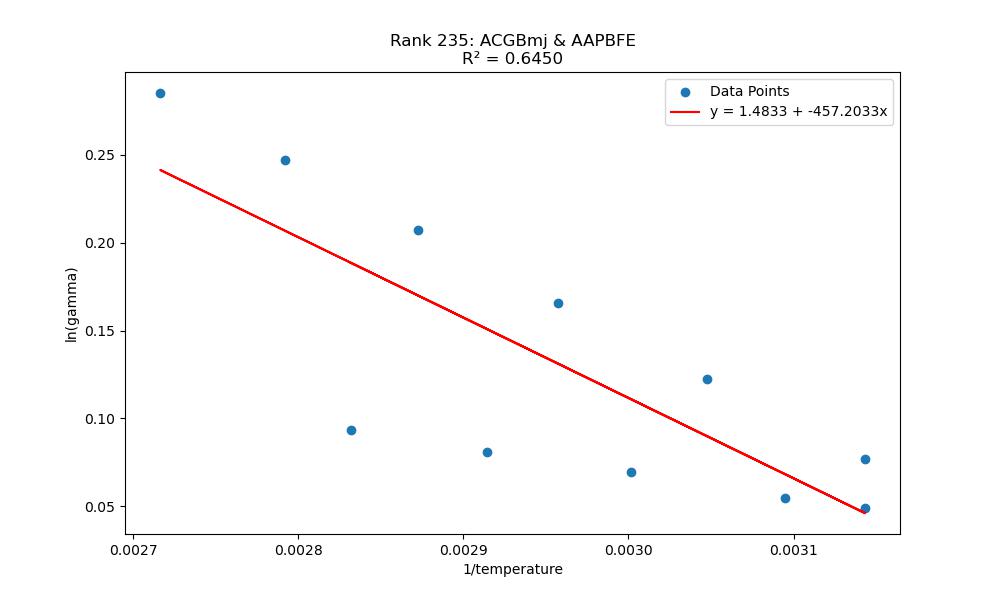 Rank 235: ACGBmj & AAPBFE
R² = 0.6450
Data Points
y = 1.4833 + -457.2033x
ln(gamma)
0.25
0.20
0.15
0.10
0.05
0.0027
0.0028
0.0029
0.0030
0.0031
1/temperature